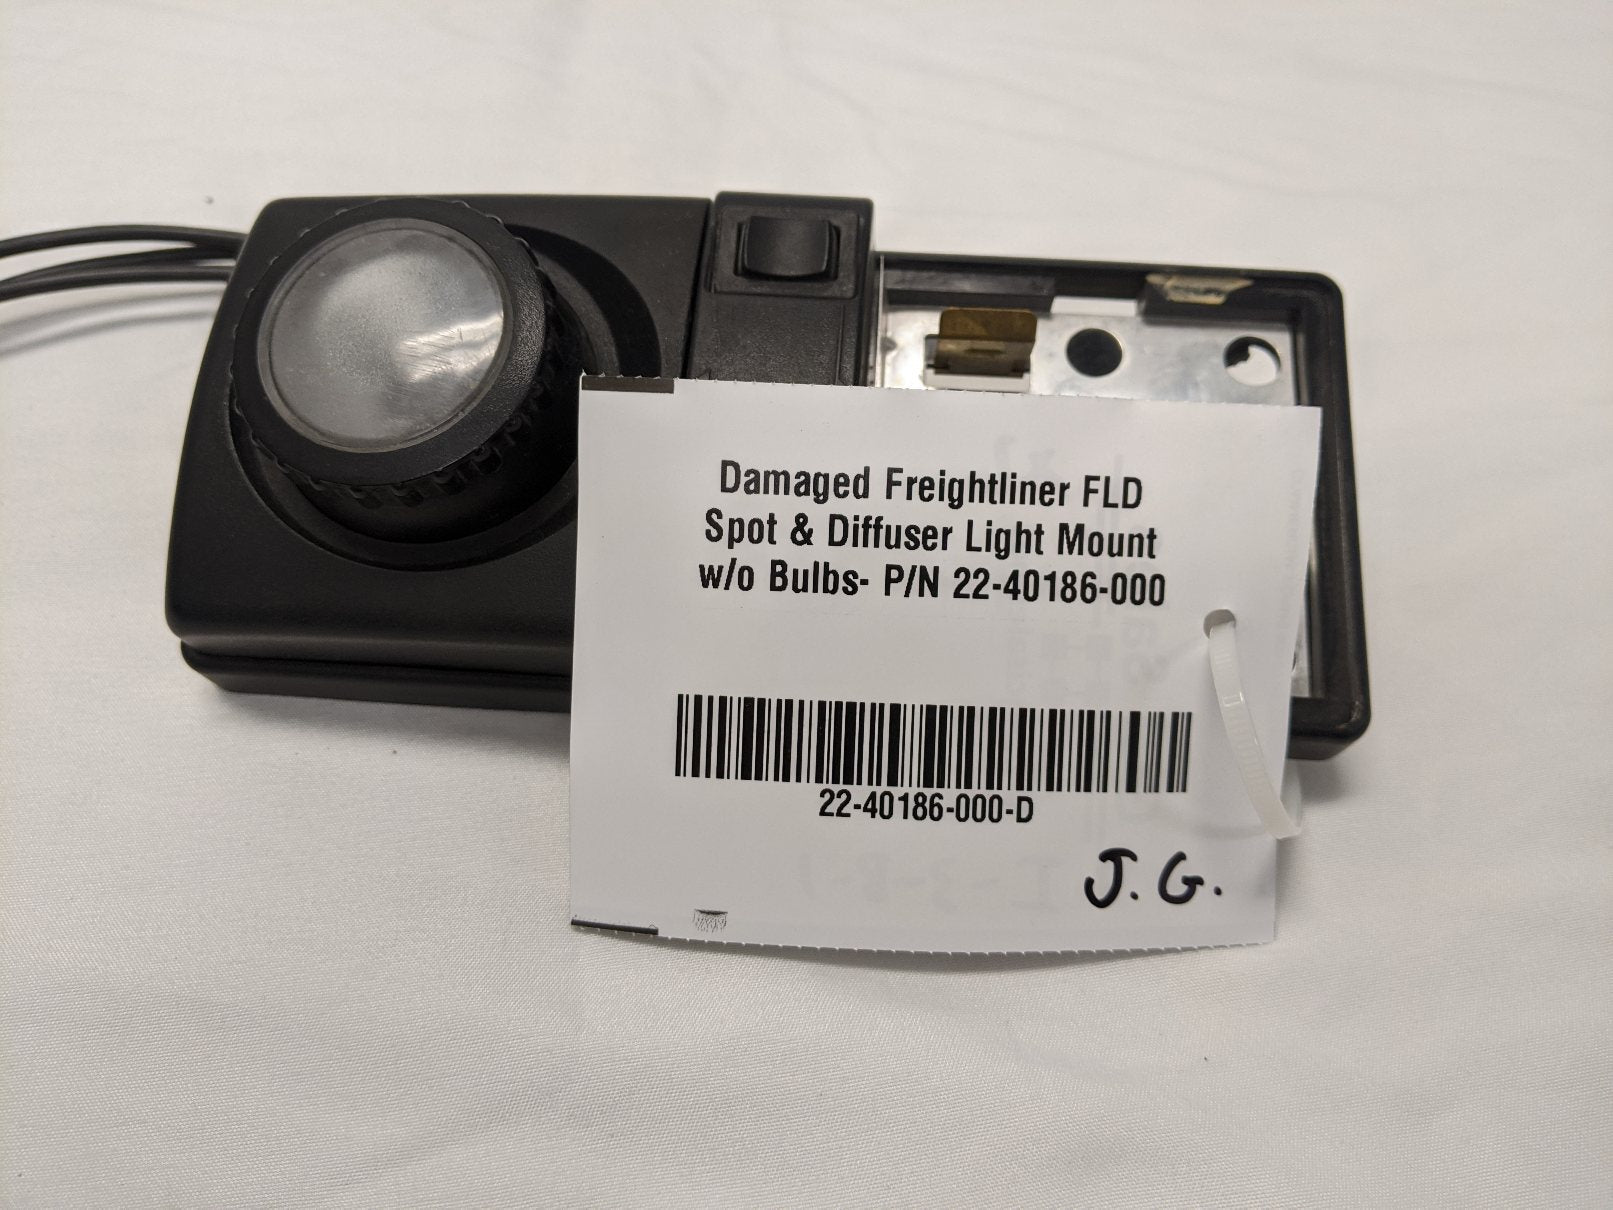 Damaged Freightliner FLD
Spot & Diffuser Light Mount
w/o Bulbs- P/N 22-40186-000
22-40186-000-D
J.G.